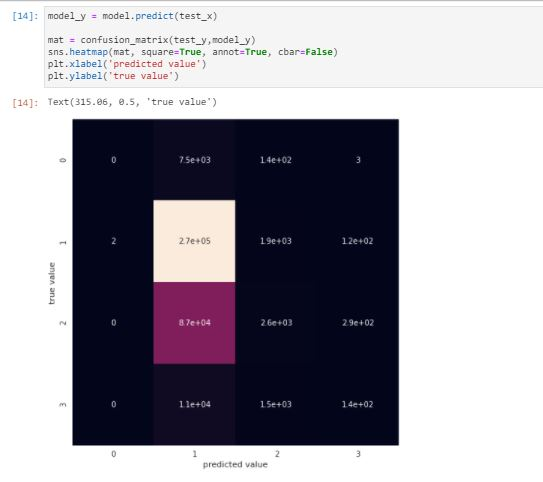 [14]: model_y = model.predict(test_x)
mat = confusion_matrix(test_y,model_y)
sns.heatmap(mat, square=True, annot=True, cbar=False)
plt.xlabel('predicted value')
plt.ylabel('true value')
[14]: Text(315.06, 0.5, 'true value')
0 0 7.5e+03 1.4e+02 3
1 2 2.7e+05 1.9e+03 1.2e+02
true value
2 0 8.7e+04 2.6e+03 2.9e+02
3 0 1.1e+04 1.5e+03 1.4e+02
0 1 2 3
predicted value